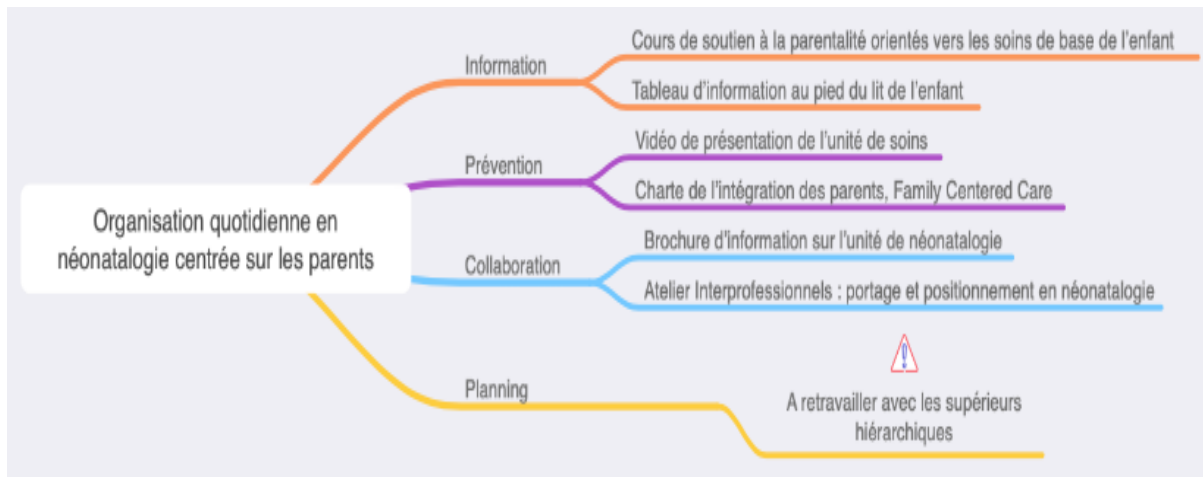 Cours de soutien à la parentalité orientés vers les soins de base de l'enfant
Information
Tableau d'information au pied du lit de l'enfant
Vidéo de présentation de l'unité de soins
Prévention
Charte de l'intégration des parents, Family Centered Care
Organisation quotidienne en
néonatalogie centrée sur les parents
Brochure d'information sur l'unité de néonatalogie
Collaboration
Atelier Interprofessionnels : portage et positionnement en néonatalogie
Planning
A retravailler avec les supérieurs
hiérarchiques